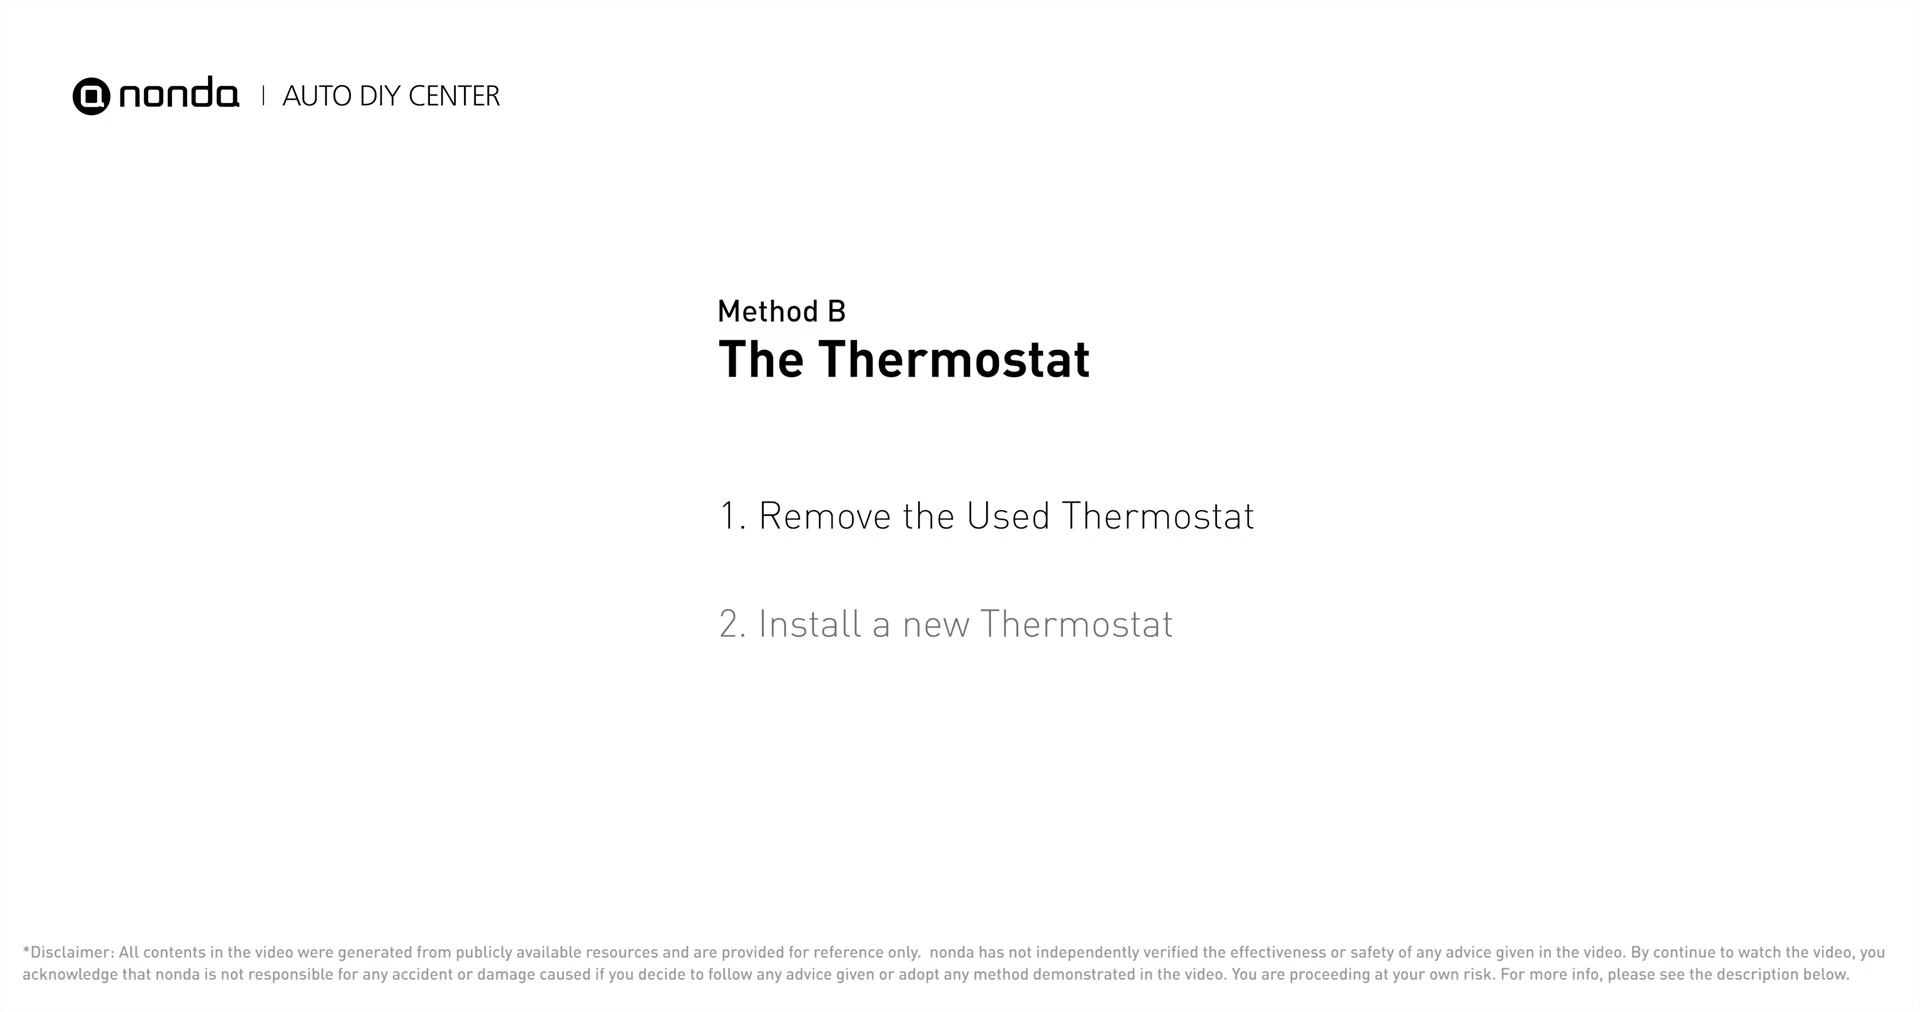 nonda | AUTO DIY CENTER
Method B
The Thermostat
1. Remove the Used Thermostat
2. Install a new Thermostat
*Disclaimer: All contents in the video were generated from publicly available resources and are provided for reference only. nonda has not independently verified the effectiveness or safety of any advice given in the video. By continue to watch the video, you
acknowledge that nonda is not responsible for any accident or damage caused if you decide to follow any advice given or adopt any method demonstrated in the video. You are proceeding at your own risk. For more info, please see the description below.